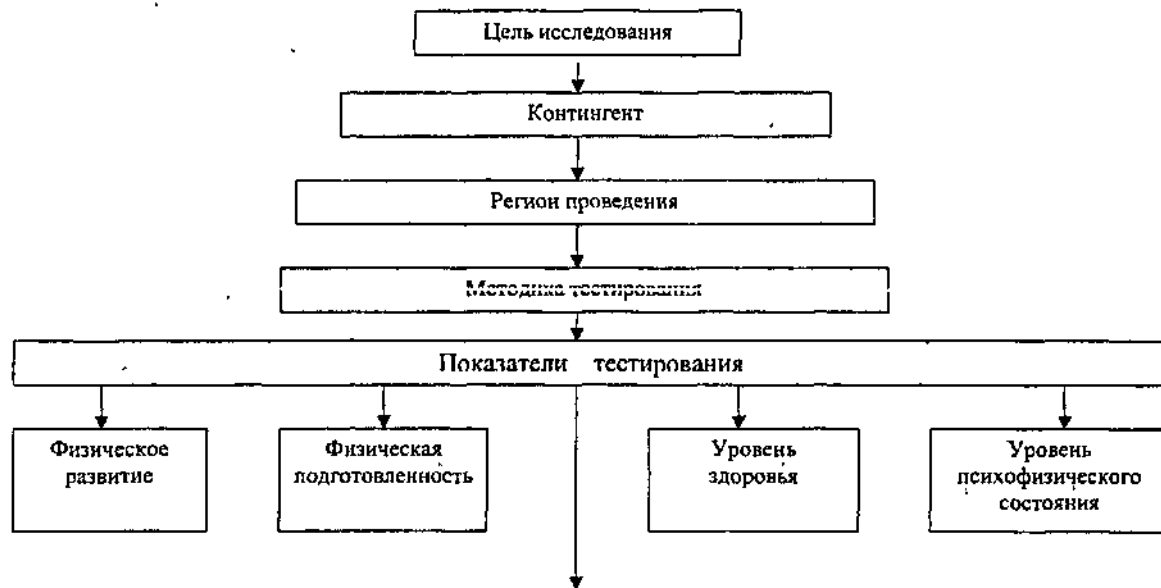 Цель исследования
Контингент
Регион проведения
Методика тестирования
Показатели тестирования
Физическое
развитие
Физическая
подготовленность
Уровень
здоровья
Уровень
психофизического
состояния